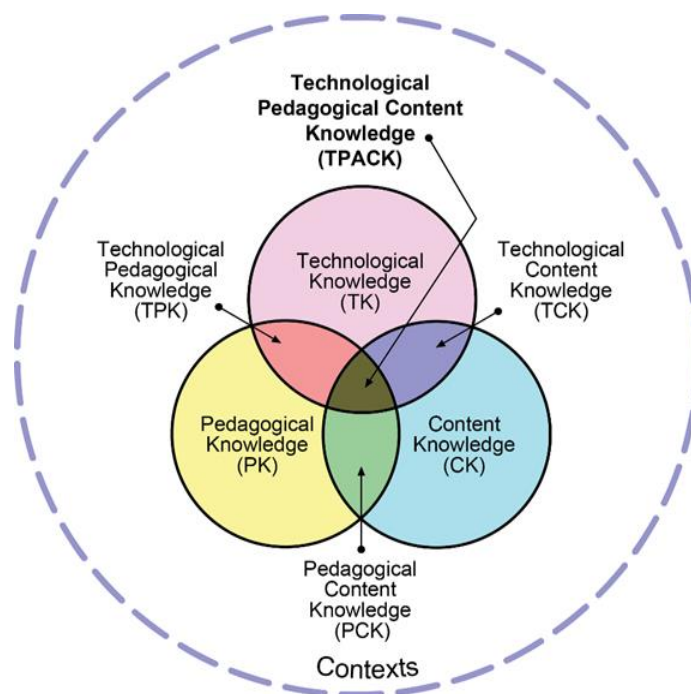 Technological
Pedagogical Content
Knowledge
(TPACK)
Technological
Pedagogical
Knowledge
(TPK)
Technological
Knowledge
(TK)
Technological
Content
Knowledge
(TCK)
Pedagogical
Knowledge
(PK)
Content
Knowledge
(CK)
Pedagogical
Content
Knowledge
(PCK)
Contexts